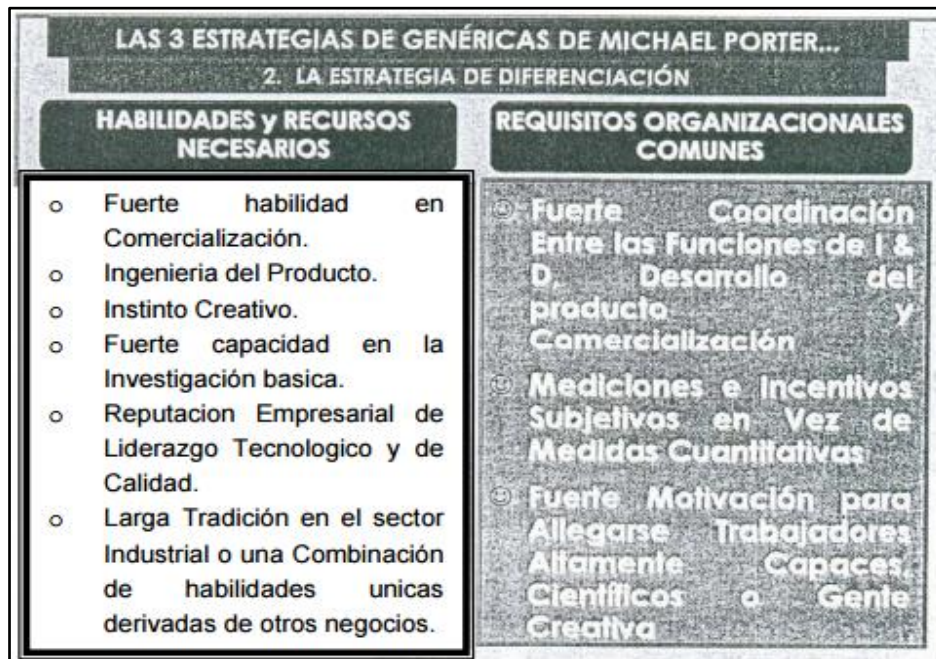 LAS 3 ESTRATEGIAS DE GENÉRICAS DE MICHAEL PORTER...
2. LA ESTRATEGIA DE DIFERENCIACIÓN
HABILIDADES y RECURSOS
NECESARIOS
o Fuerte habilidad en
Comercialización.
o Ingenieria del Producto.
o Instinto Creativo.
o Fuerte capacidad en la
Investigación basica.
o Reputacion Empresarial de
Liderazgo Tecnologico y de
Calidad.
o Larga Tradición en el sector
Industrial o una Combinación
de habilidades unicas
derivadas de otros negocios.
REQUISITOS ORGANIZACIONALES
COMUNES
☺ Fuerte Coordinación
Entre las Funciones de I &
D, Desarrollo del
producto y
Comercialización
☺ Mediciones e Incentivos
Subjetivos en Vez de
Medidas Cuantitativas
☺ Fuerte Motivación para
Allegarse Trabajadores
Altamente Capaces,
Científicos o Gente
Creativa